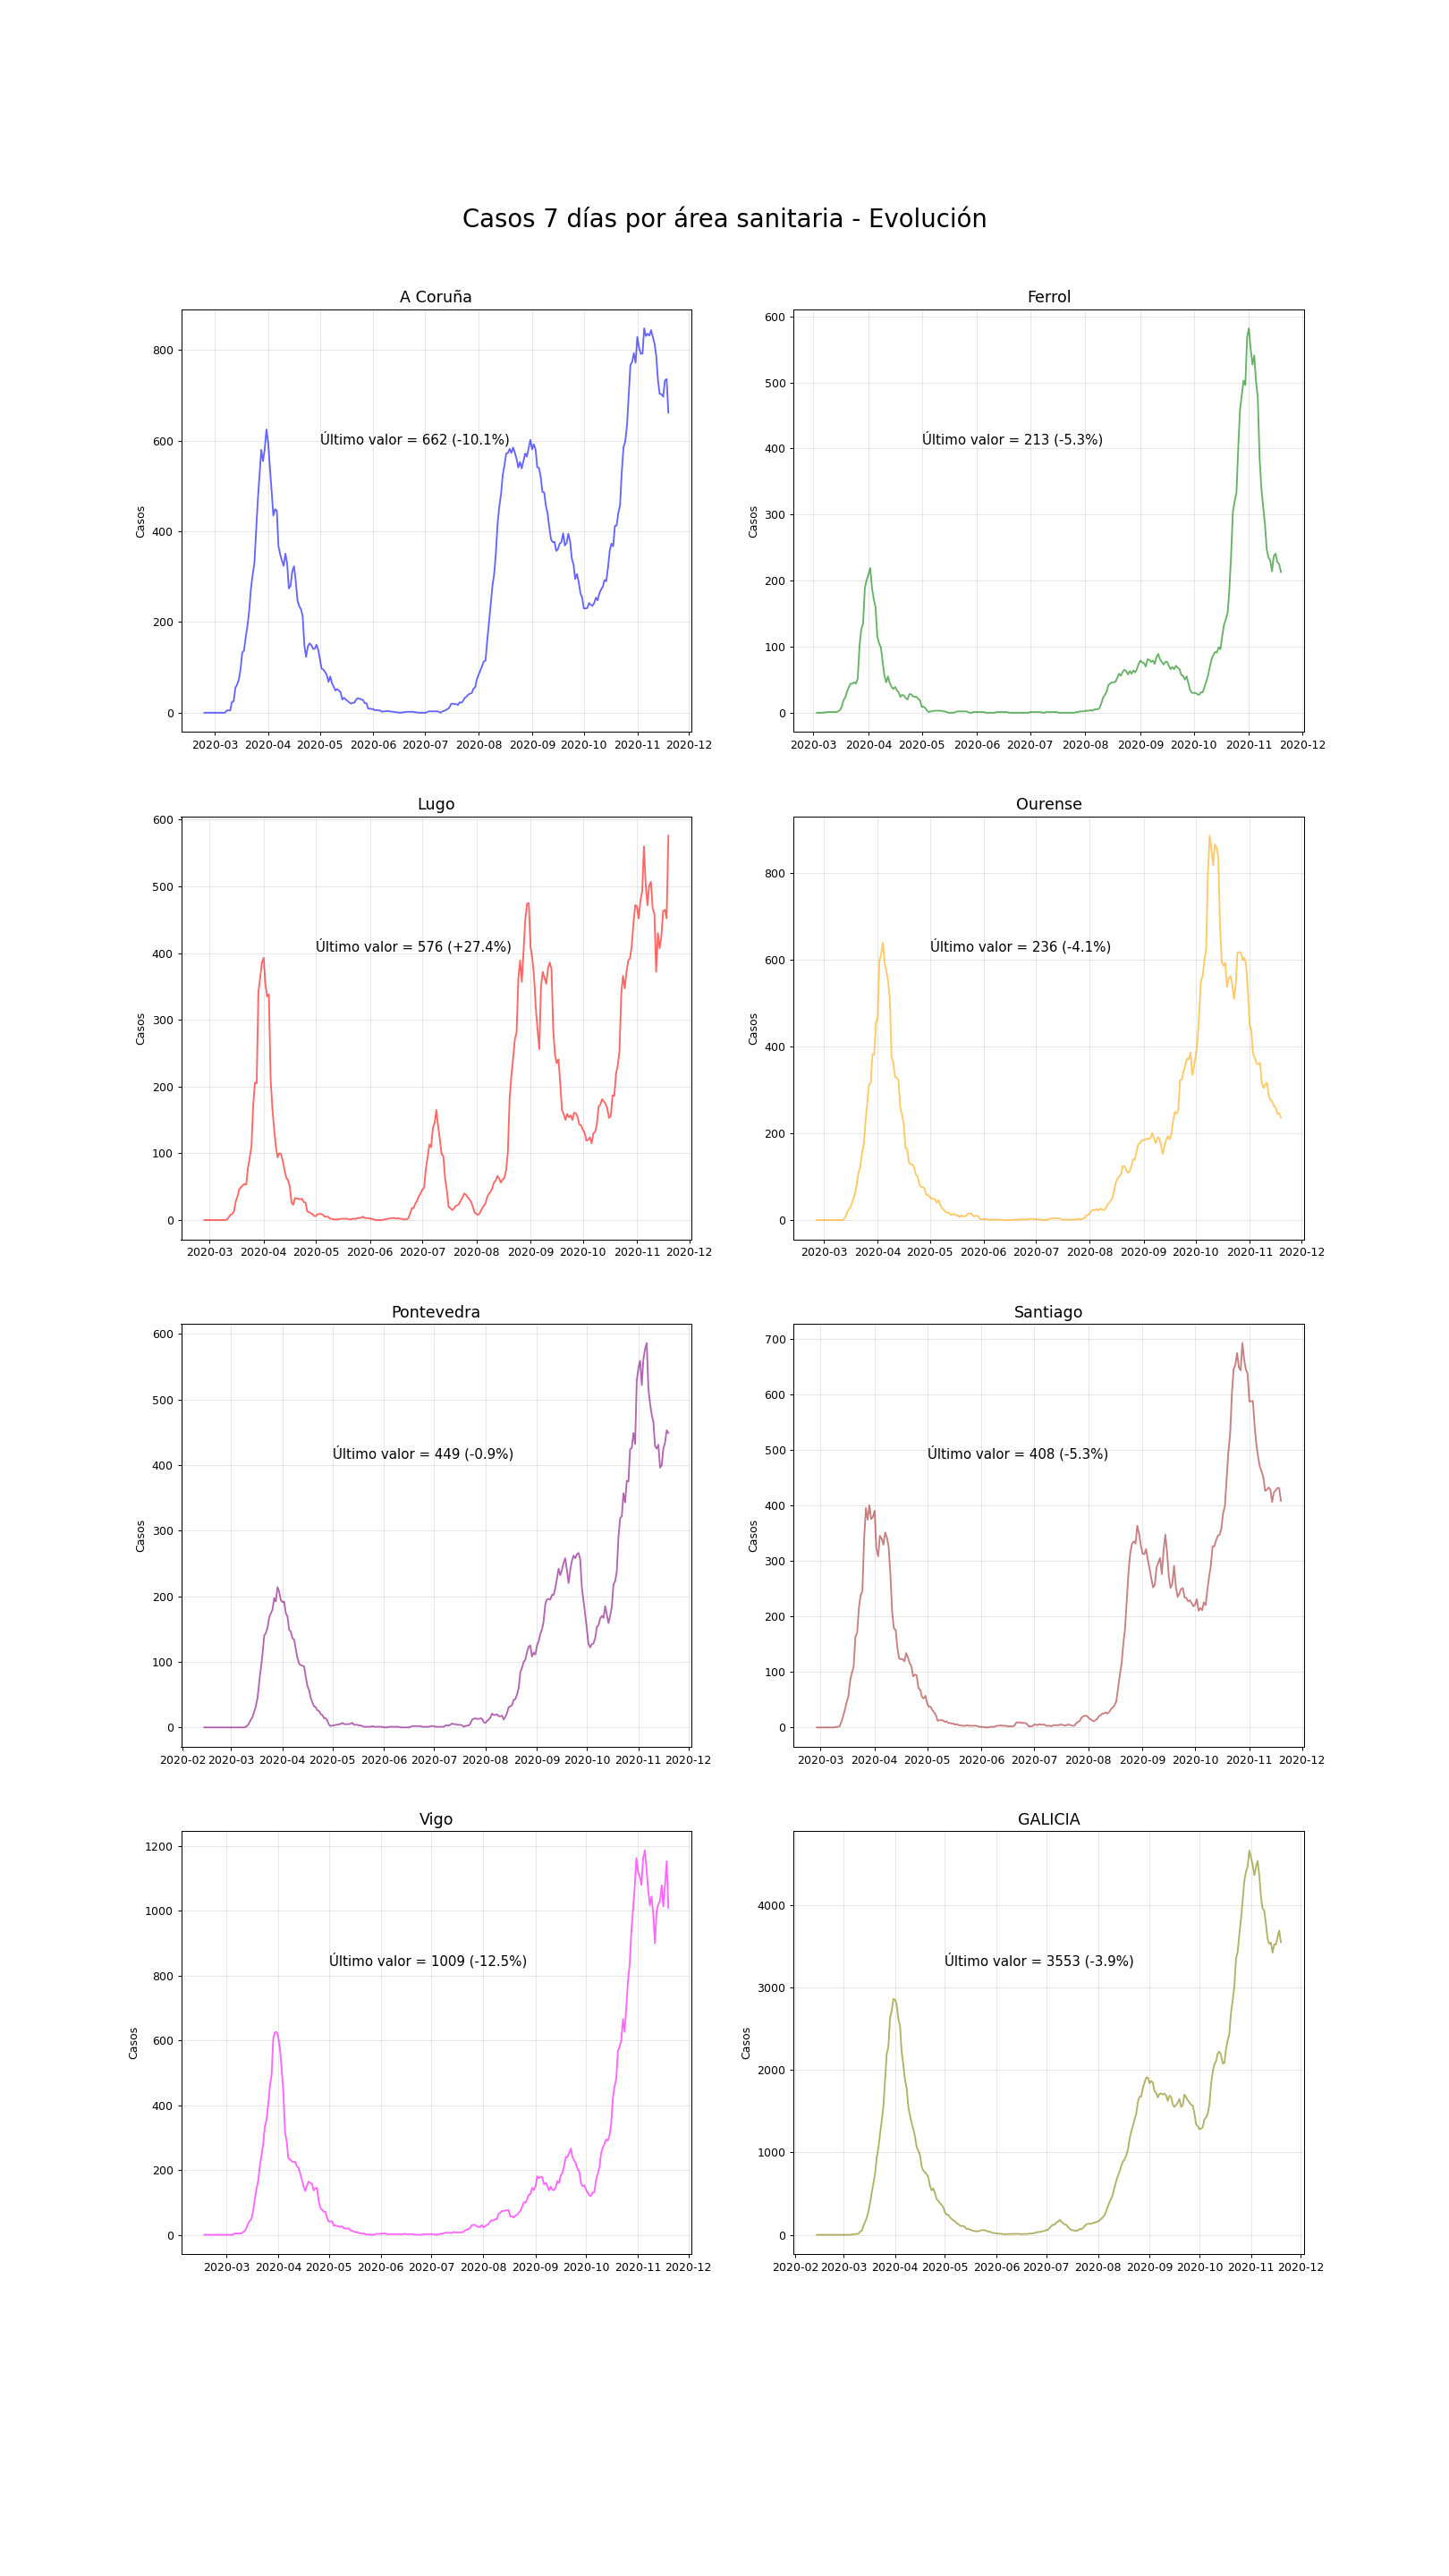 Casos 7 días por área sanitaria - Evolución
A Coruña
800
600
400
200
0
Casos
Último valor = 662 (-10.1%)
2020-03 2020-04 2020-05 2020-06 2020-07 2020-08 2020-09 2020-10 2020-11 2020-12
Ferrol
600
500
400
300
200
100
0
Casos
Último valor = 213 (-5.3%)
2020-03 2020-04 2020-05 2020-06 2020-07 2020-08 2020-09 2020-10 2020-11 2020-12
Lugo
600
500
400
300
200
100
0
Casos
Último valor = 576 (+27.4%)
2020-03 2020-04 2020-05 2020-06 2020-07 2020-08 2020-09 2020-10 2020-11 2020-12
Ourense
800
600
400
200
0
Casos
Último valor = 236 (-4.1%)
2020-03 2020-04 2020-05 2020-06 2020-07 2020-08 2020-09 2020-10 2020-11 2020-12
Pontevedra
600
500
400
300
200
100
0
Casos
Último valor = 449 (-0.9%)
2020-02 2020-03 2020-04 2020-05 2020-06 2020-07 2020-08 2020-09 2020-10 2020-11 2020-12
Santiago
700
600
500
400
300
200
100
0
Casos
Último valor = 408 (-5.3%)
2020-03 2020-04 2020-05 2020-06 2020-07 2020-08 2020-09 2020-10 2020-11 2020-12
Vigo
1200
1000
800
600
400
200
0
Casos
Último valor = 1009 (-12.5%)
2020-03 2020-04 2020-05 2020-06 2020-07 2020-08 2020-09 2020-10 2020-11 2020-12
GALICIA
4000
3000
2000
1000
0
Casos
Último valor = 3553 (-3.9%)
2020-02 2020-03 2020-04 2020-05 2020-06 2020-07 2020-08 2020-09 2020-10 2020-11 2020-12